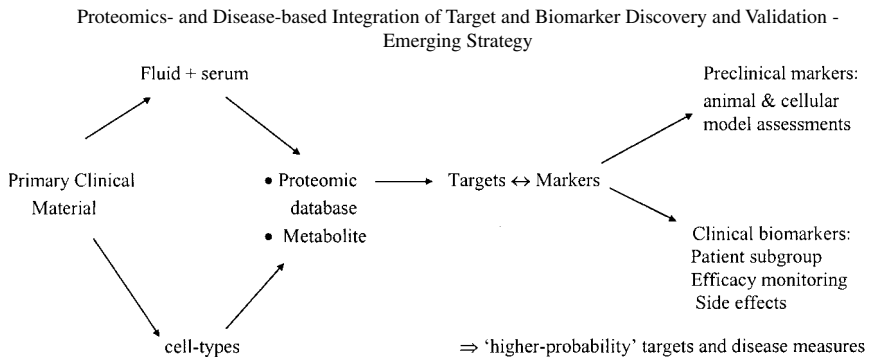 Proteomics- and Disease-based Integration of Target and Biomarker Discovery and Validation -
Emerging Strategy
Fluid + serum
Primary Clinical
Material
cell-types
• Proteomic
database
• Metabolite
Targets ↔ Markers
Preclinical markers:
animal & cellular
model assessments
Clinical biomarkers:
Patient subgroup
Efficacy monitoring
Side effects
⇒ ‘higher-probability’ targets and disease measures